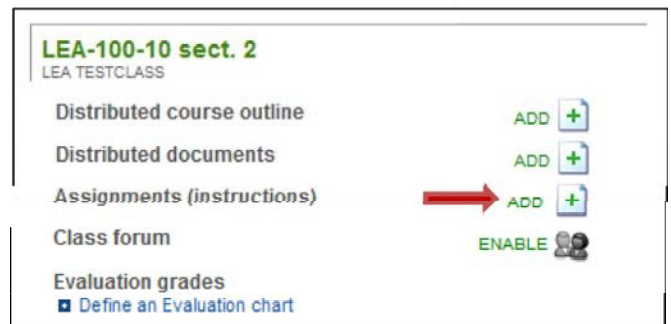 LEA-100-10 sect. 2
LEA TESTCLASS
Distributed course outline ADD
Distributed documents ADD
Assignments (instructions) ADD
Class forum ENABLE
Evaluation grades
Define an Evaluation chart